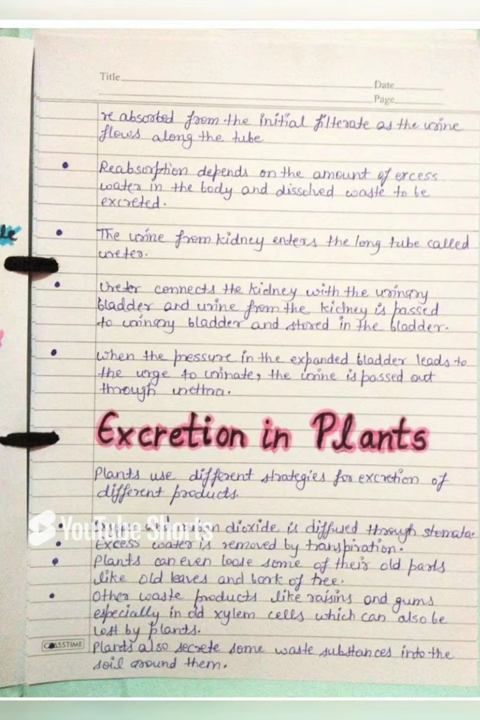 Title
Date
Page
re absorbed from the initial filterate as the urine
flows along the tube
Reabsorption depends on the amount of excess
water in the body and dissolved waste to be
excreted.
The urine from kidney enters the long tube called
ureter.
Ureter connects the kidney with the urinary
bladder and urine from the kidney is passed
to urinary bladder and stored in the bladder.
When the pressure in the expanded bladder leads to
the urge to urinate, the urine is passed out
through urethra.
Excretion in Plants
Plants use different strategies for excretion of
different products.
dioxide is diffused through stomatae
YouTube Shorts
Excess water is removed by transpiration.
Plants can even loose some of their old parts
like old leaves and bark of tree.
Other waste products like raisins and gums
especially in old xylem cells which can also be
lost by plants.
CLASSTIME
Plants also secrete some waste substances into the
soil around them.